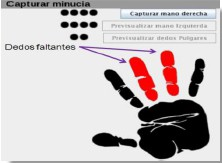 Capturar minucia
Capturar mano derecha
Previsualizar mano Izquierda
Previsualizar dedos Pulgares
Dedos faltantes